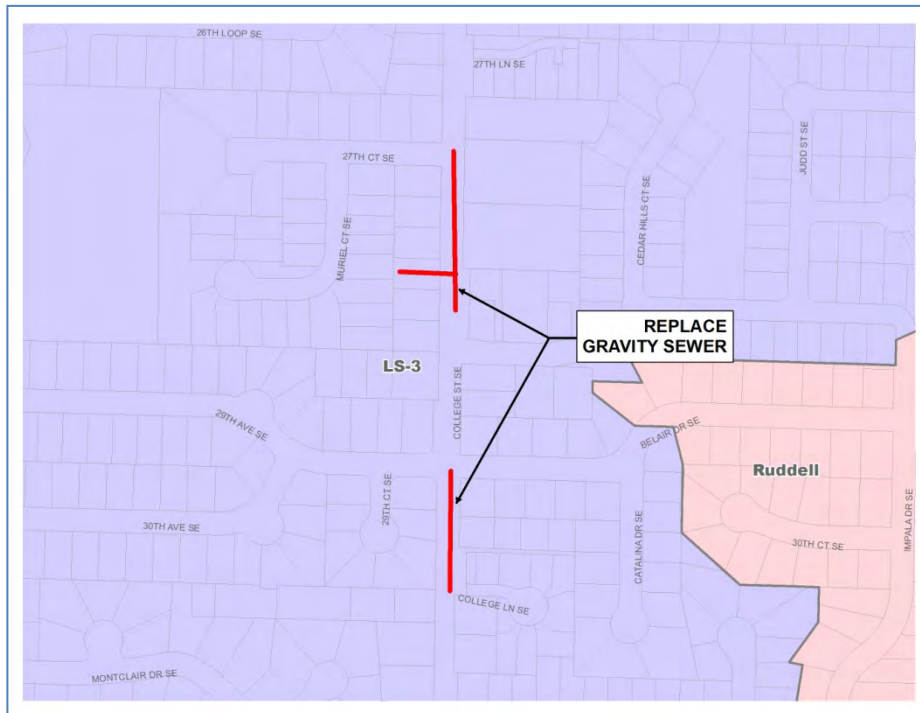 26TH LOOP SE
27TH LN SE
27TH CT SE
JUDD ST SE
CEDAR HILLS CT SE
MURIEL CT SE
REPLACE
GRAVITY SEWER
LS-3
COLLEGE ST SE
29TH AVE SE
BELAIR DR SE
Ruddell
29TH CT SE
30TH AVE SE
CATALINA DR SE
30TH CT SE
IMPALA DR SE
COLLEGE LN SE
MONTCLAIR DR SE